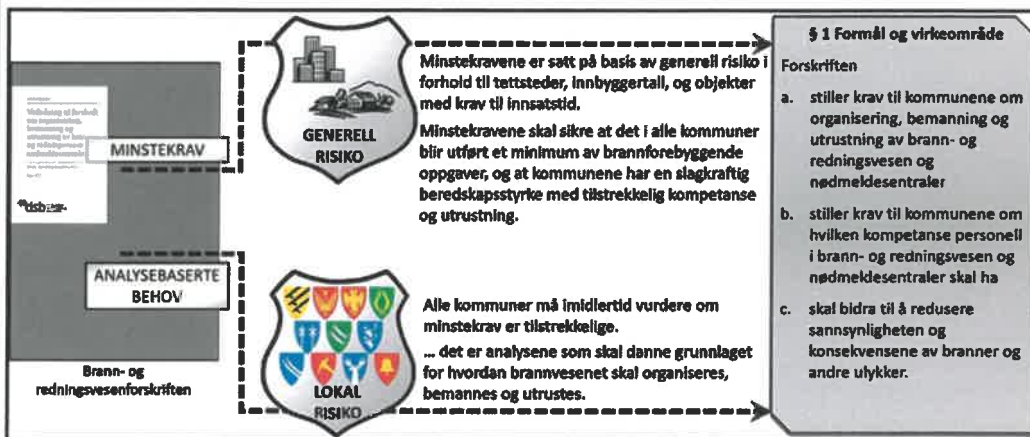 MINSTEKRAV
ANALYSEBASERTE
BEHOV
Brann- og
redningsvesenforskriften
GENERELL
RISIKO
Minstekravene er satt på basis av generell risiko i
forhold til tettsteder, innbyggertall, og objekter
med krav til innsatstid.
Minstekravene skal sikre at det i alle kommuner
blir utført et minimum av brannforebyggende
oppgaver, og at kommunene har en slagkraftig
beredskapsstyrke med tilstrekkelig kompetanse
og utrustning.
LOKAL
RISIKO
Alle kommuner må imidlertid vurdere om
minstekrav er tilstrekkelige.
... det er analysene som skal danne grunnlaget
for hvordan brannvesenet skal organiseres,
bemannes og utrustes.
§ 1 Formål og virkeområde
Forskriften
a. stiller krav til kommunene om
organisering, bemanning og
utrustning av brann- og
redningsvesen og
nødmeldesentraler
b. stiller krav til kommunene om
hvilken kompetanse personell
i brann- og redningsvesen og
nødmeldesentraler skal ha
c. skal bidra til å redusere
sannsynligheten og
konsekvensene av branner og
andre ulykker.